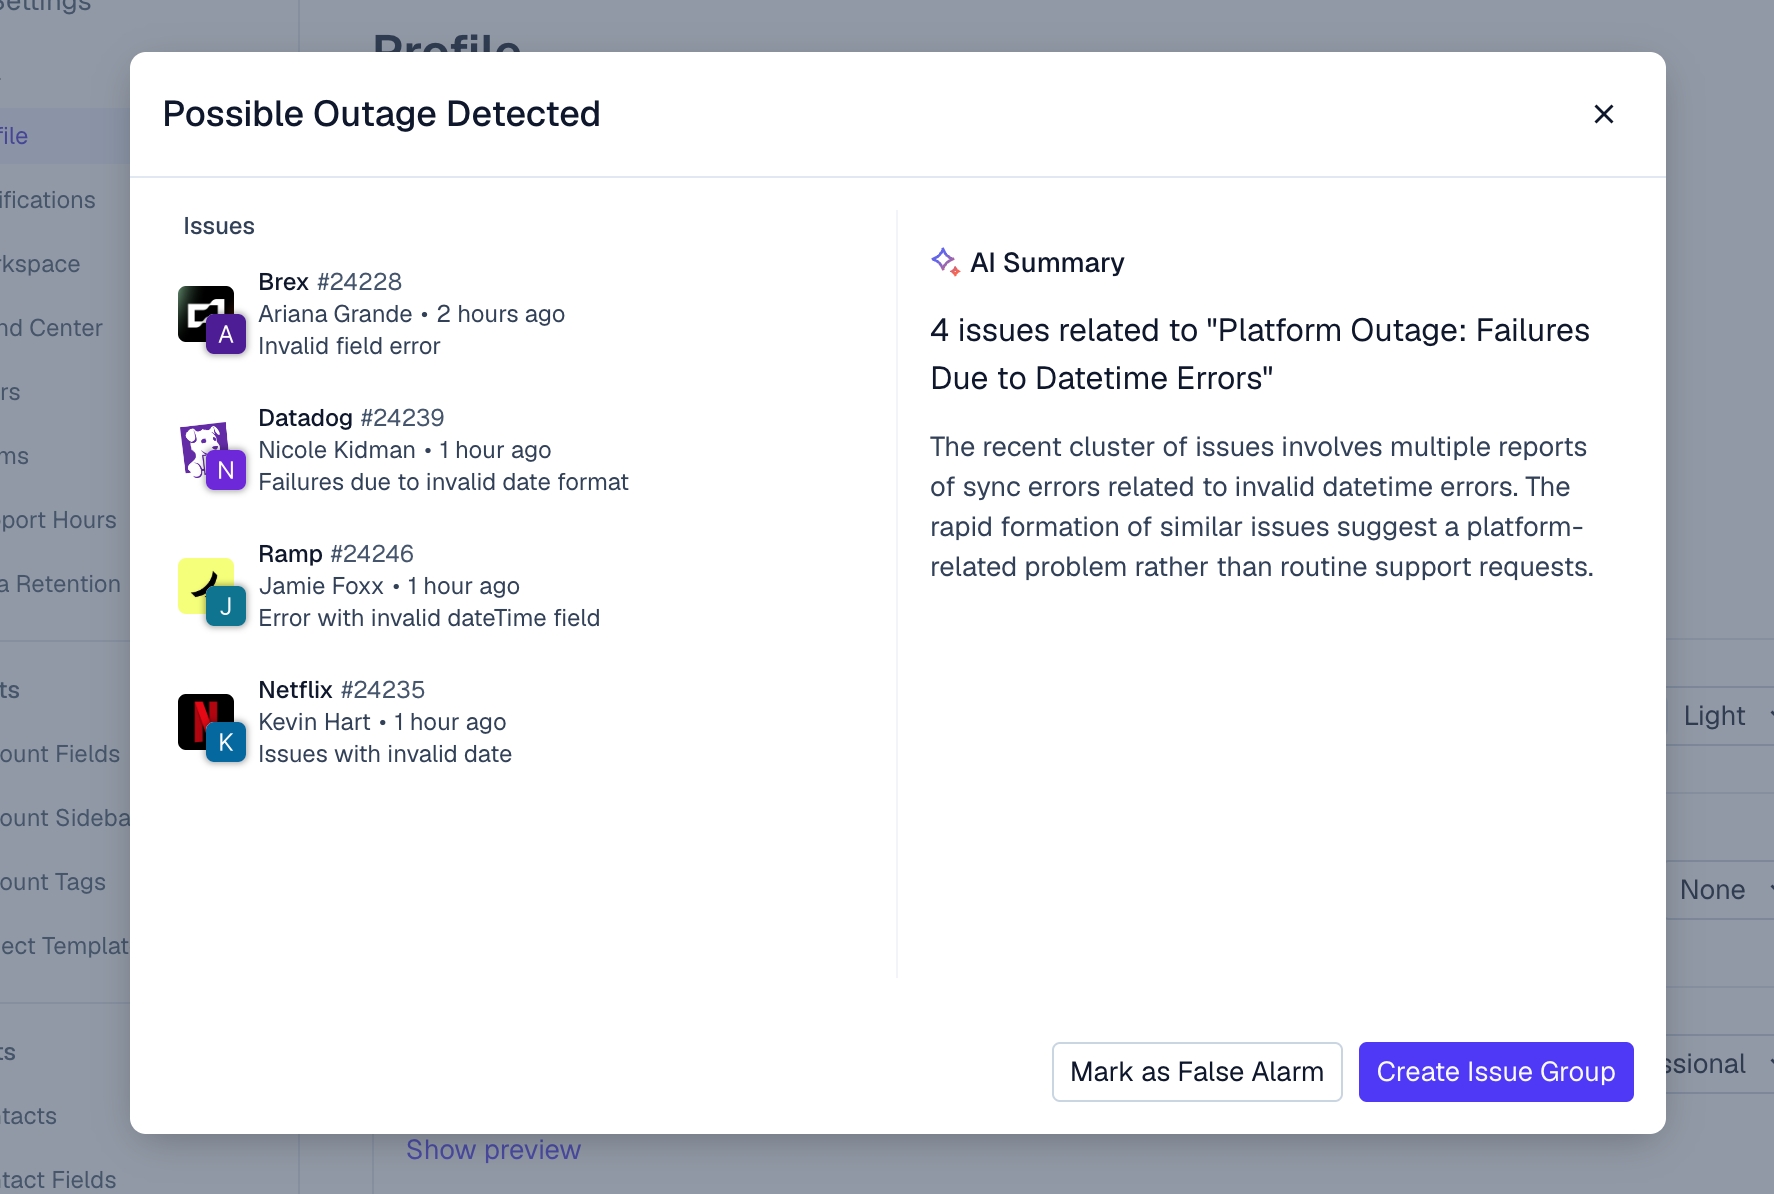 Settings
Profile
Possible Outage Detected
Issues
Brex #24228
Ariana Grande • 2 hours ago
Invalid field error
A
Datadog #24239
Nicole Kidman • 1 hour ago
Failures due to invalid date format
N
Ramp #24246
Jamie Foxx • 1 hour ago
Error with invalid dateTime field
J
Netflix #24235
Kevin Hart • 1 hour ago
Issues with invalid date
N
K
AI Summary
4 issues related to "Platform Outage: Failures
Due to Datetime Errors"
The recent cluster of issues involves multiple reports
of sync errors related to invalid datetime errors. The
rapid formation of similar issues suggest a platform-
related problem rather than routine support requests.
Mark as False Alarm
Create Issue Group
file
ifications
rkspace
nd Center
rs
ms
port Hours
a Retention
ts
ount Fields
ount Sideba
ount Tags
ect Templat
ts
tacts
tact Fields
Light
None
ssional
Show preview